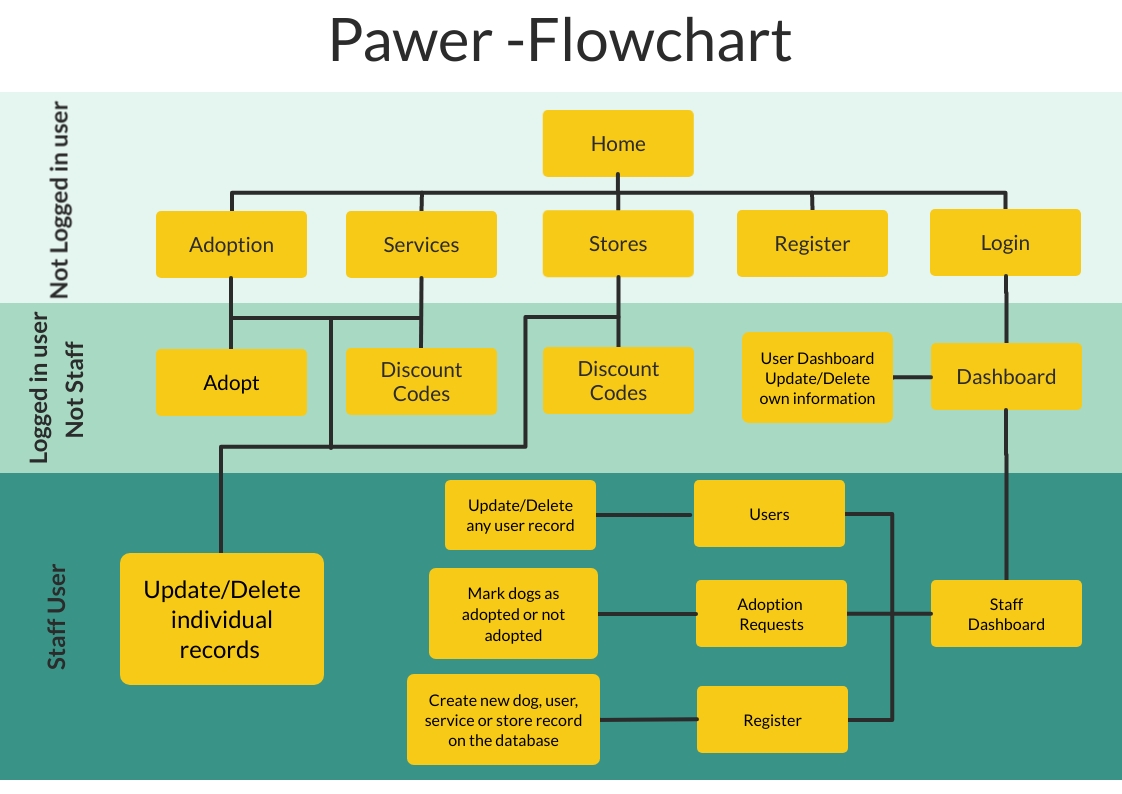 Pawer -Flowchart
Not Logged in user
Home
Adoption
Services
Stores
Register
Login
Logged in user
Not Staff
Adopt
Discount
Codes
Discount
Codes
User Dashboard
Update/Delete
own information
Dashboard
Staff User
Update/Delete
individual
records
Update/Delete
any user record
Users
Mark dogs as
adopted or not
adopted
Adoption
Requests
Staff
Dashboard
Create new dog, user,
service or store record
on the database
Register